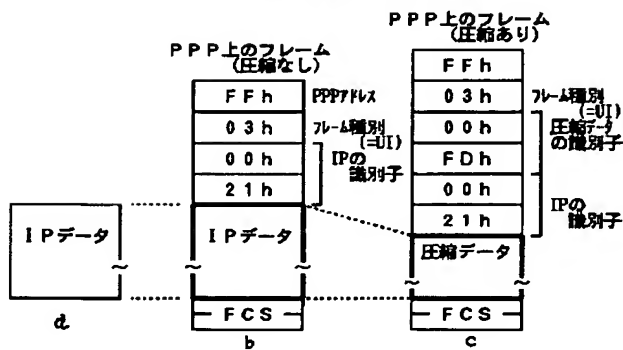 PPP上のフレーム
(圧縮なし)
FFh
PPPアドレス
03h
フレーム種別
(=UI)
00h
IPの
識別子
21h
IPデータ
FCS
b
PPP上のフレーム
(圧縮あり)
FFh
03h
フレーム種別
(=UI)
00h
圧縮データ
の識別子
FDh
00h
IPの
識別子
21h
圧縮データ
FCS
c
IPデータ
d